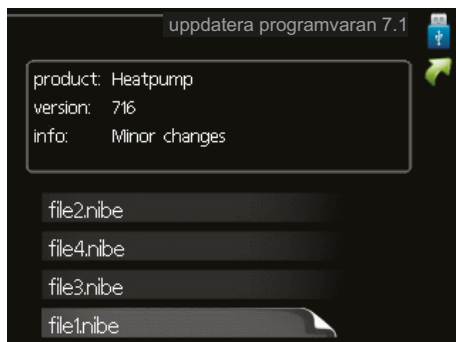 uppdatera programvaran 7.1
product: Heatpump
version: 716
info: Minor changes
file2.nibe
file4.nibe
file3.nibe
file1.nibe